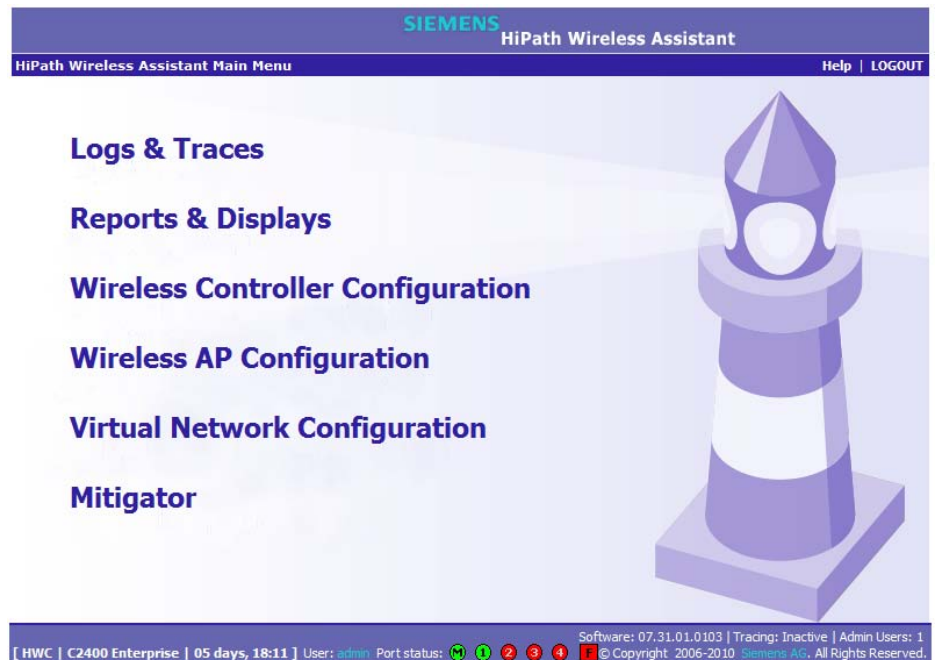 SIEMENS
HiPath Wireless Assistant
HiPath Wireless Assistant Main Menu Help | LOGOUT
Logs & Traces
Reports & Displays
Wireless Controller Configuration
Wireless AP Configuration
Virtual Network Configuration
Mitigator
Software: 07.31.01.0103 | Tracing: Inactive | Admin Users: 1
[ HWC | C2400 Enterprise | 05 days, 18:11 ] User: admin Port status: M 1 2 3 4 F © Copyright 2006-2010 Siemens AG. All Rights Reserved.